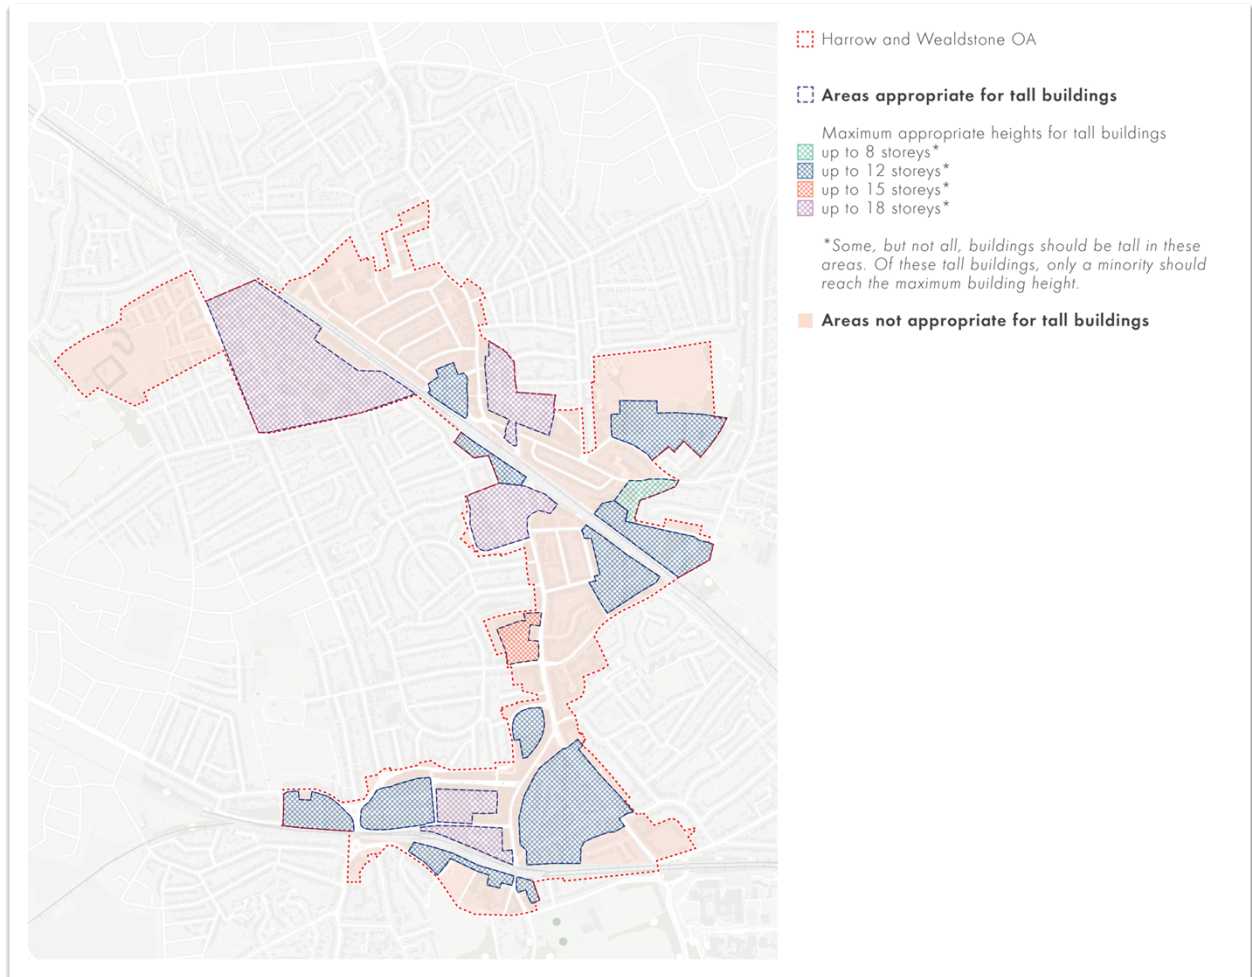 Harrow and Wealdstone OA
Areas appropriate for tall buildings
Maximum appropriate heights for tall buildings
up to 8 storeys*
up to 12 storeys*
up to 15 storeys*
up to 18 storeys*
*Some, but not all, buildings should be tall in these
areas. Of these tall buildings, only a minority should
reach the maximum building height.
Areas not appropriate for tall buildings